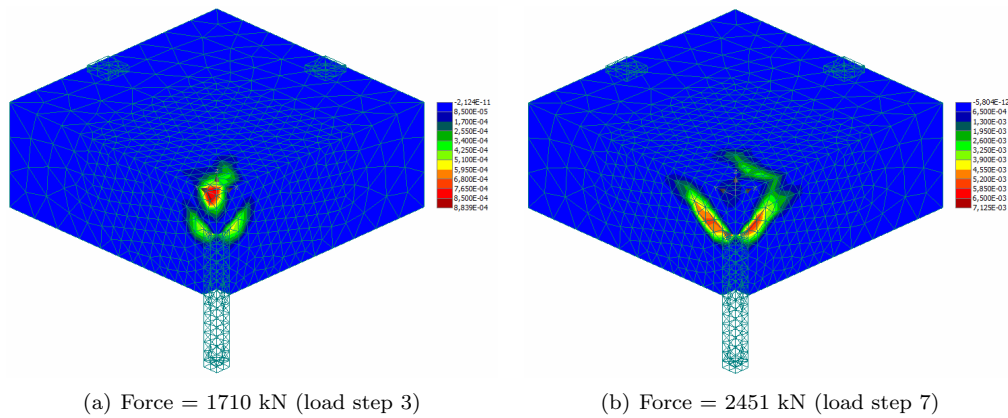 -2,124E-11
8,500E-05
1,700E-04
2,550E-04
3,400E-04
4,250E-04
5,100E-04
5,950E-04
6,800E-04
7,650E-04
8,500E-04
8,839E-04
-5,804E-12
6,500E-04
1,300E-03
1,950E-03
2,600E-03
3,250E-03
3,900E-03
4,550E-03
5,200E-03
5,850E-03
6,500E-03
7,125E-03
(a) Force = 1710 kN (load step 3)
(b) Force = 2451 kN (load step 7)